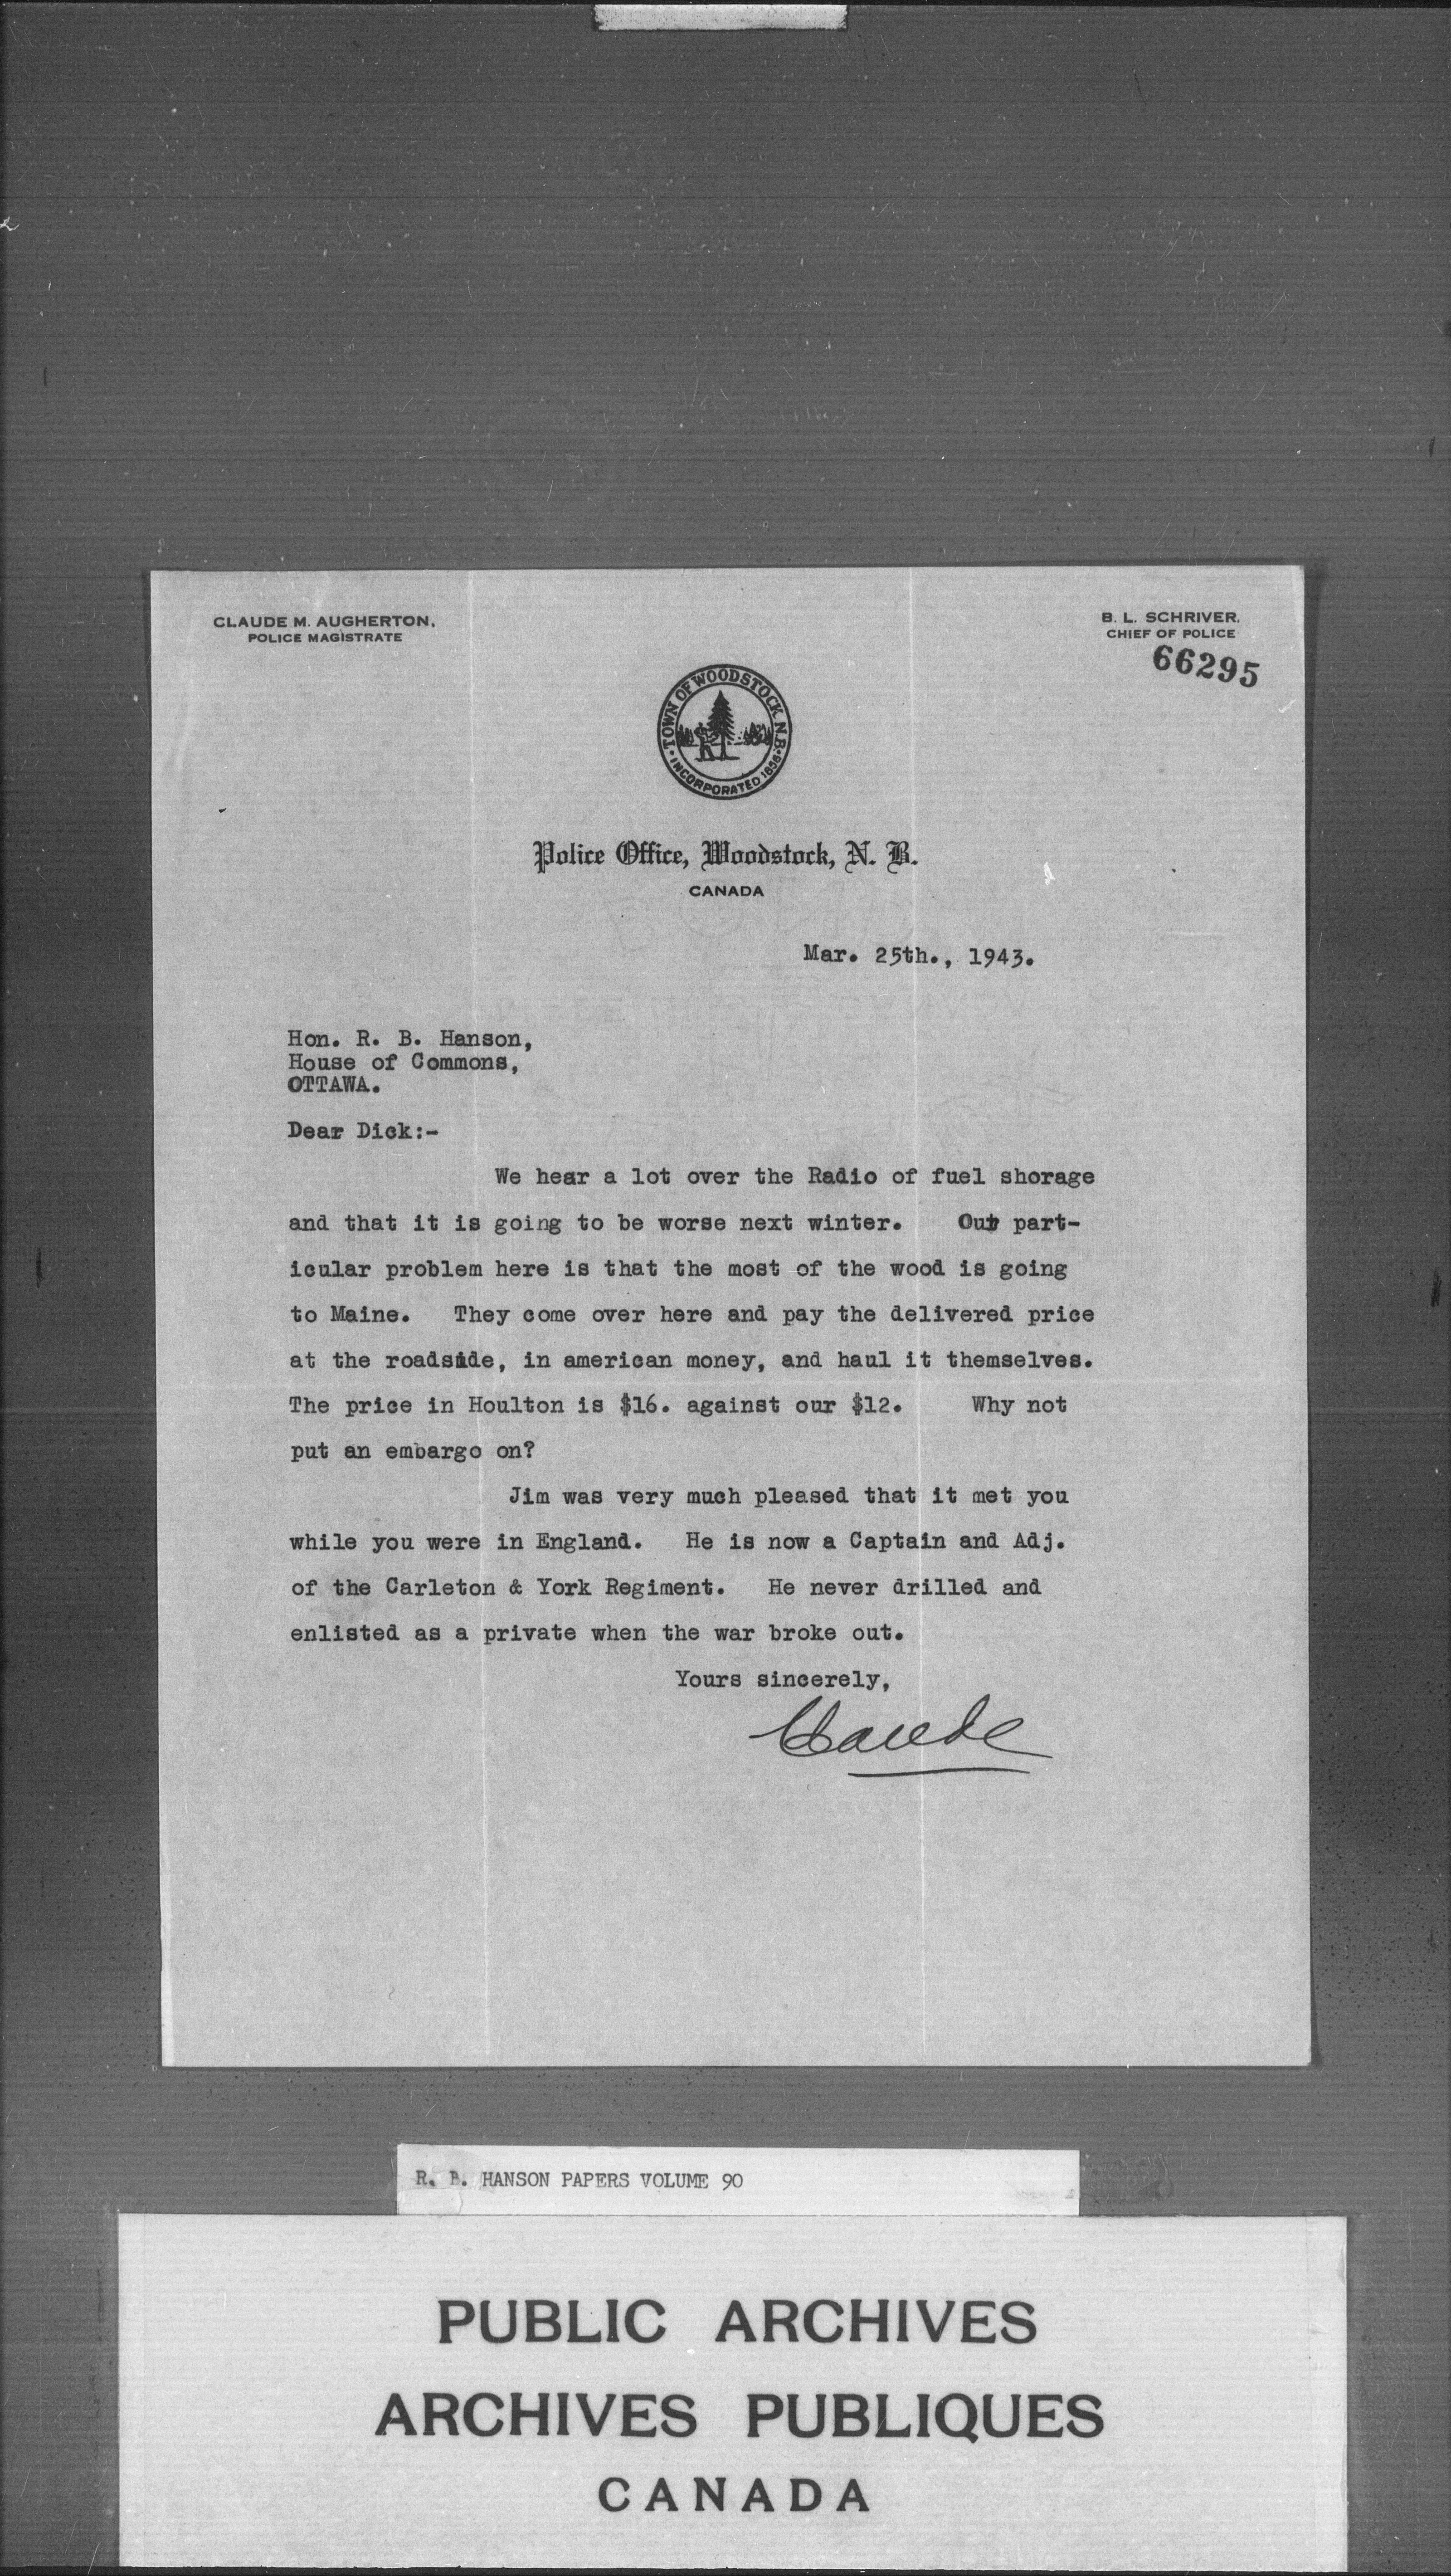 CLAUDE M. AUGHERTON,
POLICE MAGISTRATE
B. L. SCHRIVER.
CHIEF OF POLICE
66295
TOWN OF WOODSTOCK N.B.
INCORPORATED 1856
Police Office, Woodstock, N. B.
CANADA
Mar. 25th., 1943.
Hon. R. B. Hanson,
House of Commons,
OTTAWA.
Dear Dick:-
We hear a lot over the Radio of fuel shorage
and that it is going to be worse next winter. Our part-
icular problem here is that the most of the wood is going
to Maine. They come over here and pay the delivered price
at the roadside, in american money, and haul it themselves.
The price in Houlton is $16. against our $12. Why not
put an embargo on?
Jim was very much pleased that it met you
while you were in England. He is now a Captain and Adj.
of the Carleton & York Regiment. He never drilled and
enlisted as a private when the war broke out.
Yours sincerely,
Claude
R. B. HANSON PAPERS VOLUME 90
PUBLIC ARCHIVES
ARCHIVES PUBLIQUES
CANADA